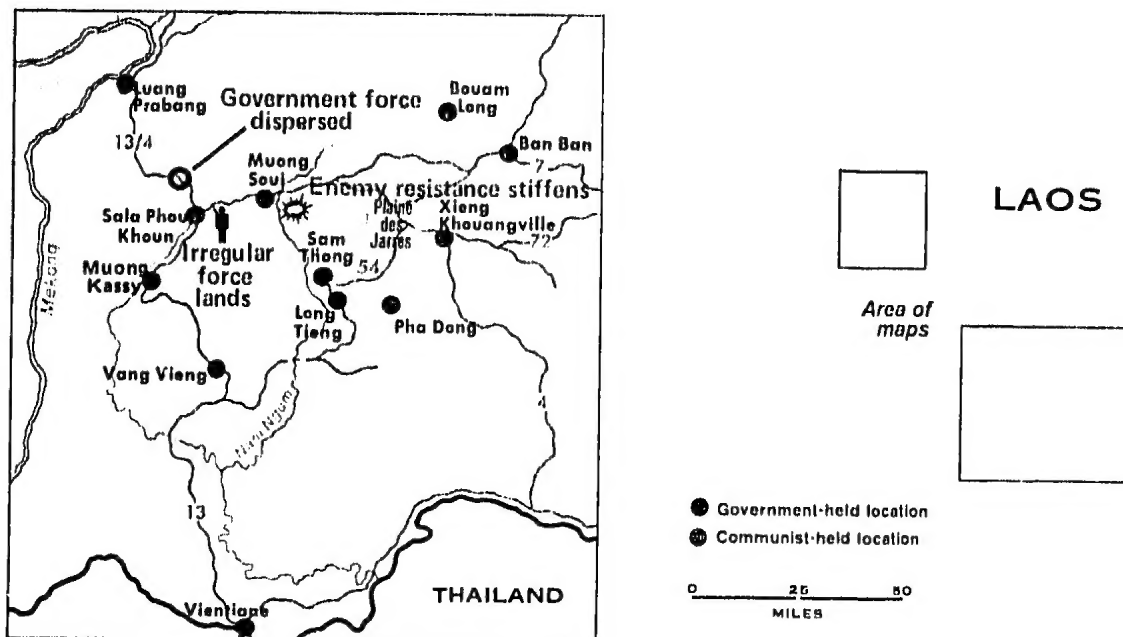 Luang
Prabang
13/4
Government force
dispersed
Bouam
Long
Ban Ban
7
Muong
Soui
Enemy resistance stiffens
Plaine
des
Jarres
Xieng
Khouangville
72
Sala Phou
Khoun
Irregular
force
lands
Sam
Thong
54
Muong
Kassy
Long
Tieng
Pha Dong
Mekong
Vang Vieng
Nam Ngum
4
13
THAILAND
Vientiane
LAOS
Area of
maps
Government-held location
Communist-held location
0 25 50
MILES